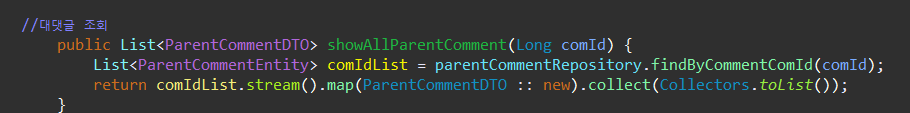 //대댓글 조회
public List<ParentCommentDTO> showAllParentComment(Long comId) {
List<ParentCommentEntity> comIdList = parentCommentRepository.findByCommentComId(comId);
return comIdList.stream().map(ParentCommentDTO :: new).collect(Collectors.toList());
}